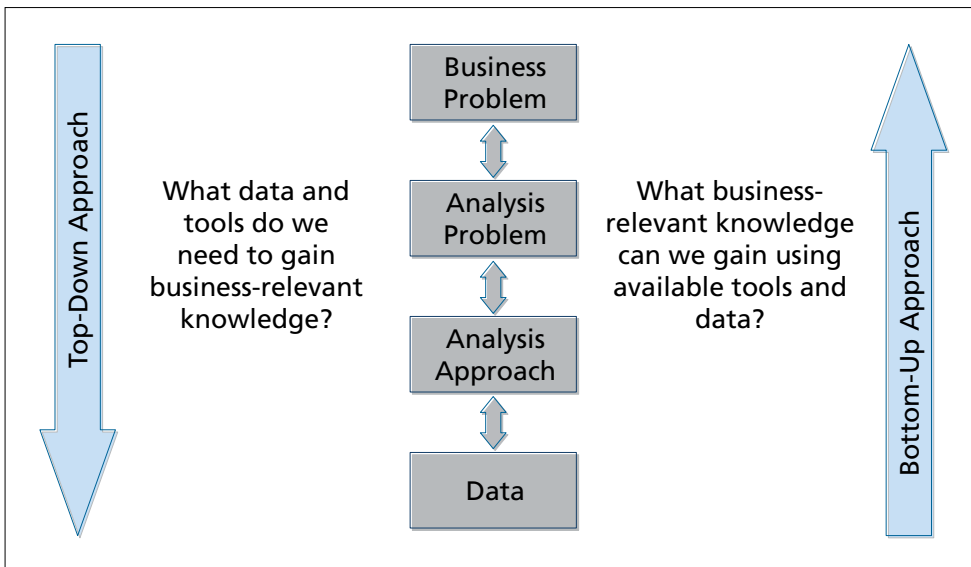 Top-Down Approach
What data and
tools do we
need to gain
business-relevant
knowledge?
Business
Problem
Analysis
Problem
Analysis
Approach
Data
What business-
relevant knowledge
can we gain using
available tools and
data?
Bottom-Up Approach